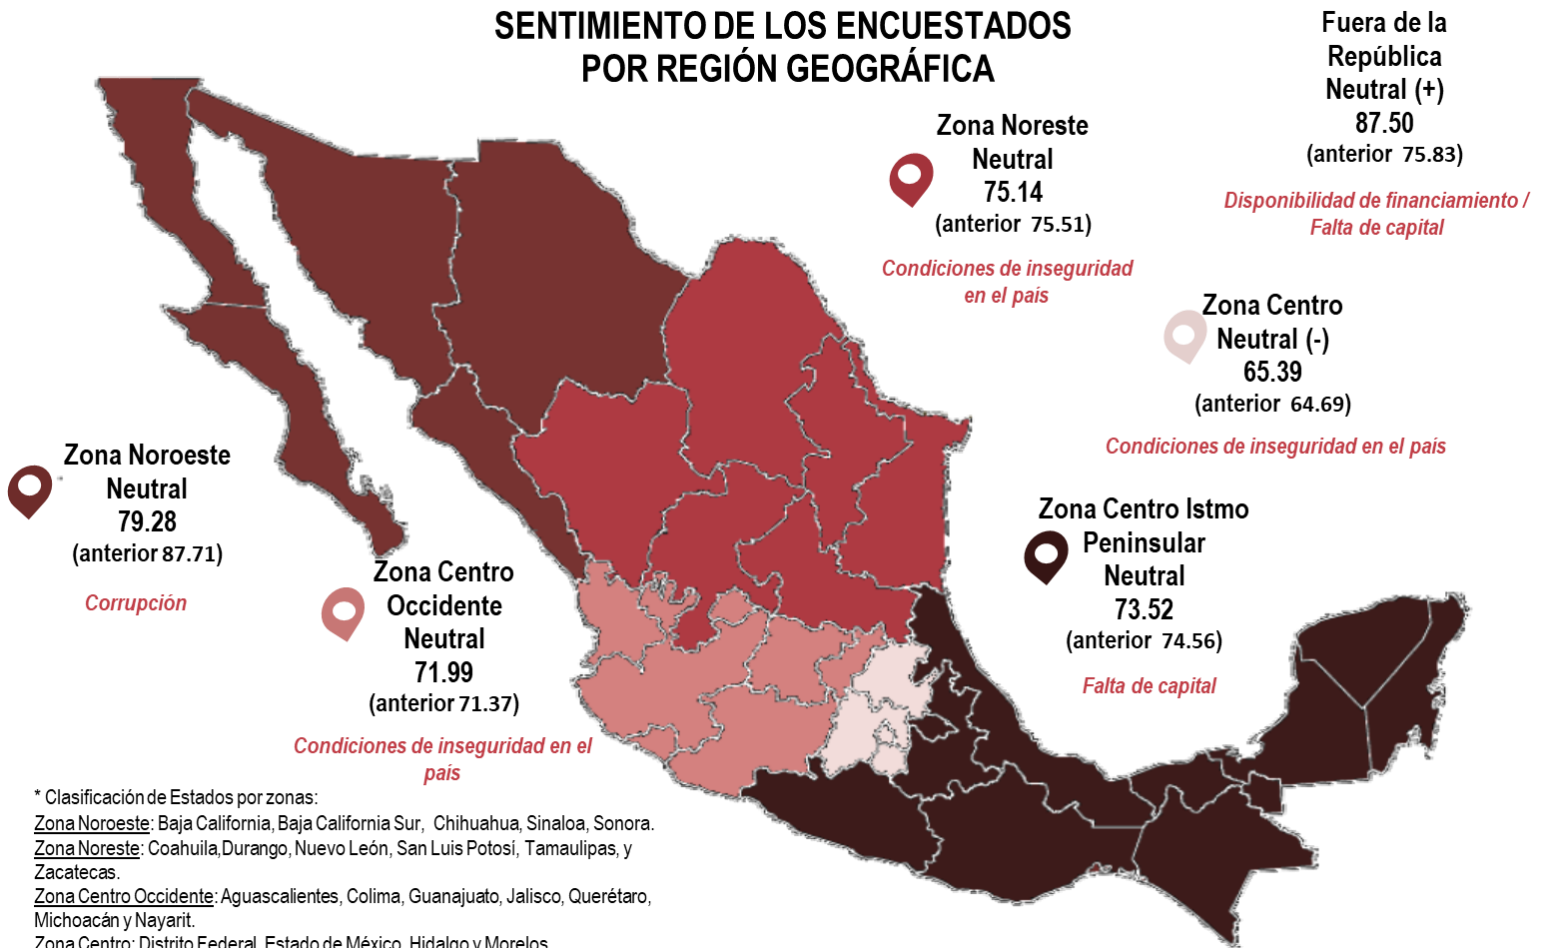 SENTIMIENTO DE LOS ENCUESTADOS
POR REGIÓN GEOGRÁFICA
Fuera de la
República
Neutral (+)
87.50
(anterior 75.83)
Disponibilidad de financiamiento /
Falta de capital
Zona Noreste
Neutral
75.14
(anterior 75.51)
Condiciones de inseguridad
en el país
Zona Centro
Neutral (-)
65.39
(anterior 64.69)
Condiciones de inseguridad en el país
Zona Noroeste
Neutral
79.28
(anterior 87.71)
Corrupción
Zona Centro Istmo
Peninsular
Neutral
73.52
(anterior 74.56)
Falta de capital
Zona Centro
Occidente
Neutral
71.99
(anterior 71.37)
Condiciones de inseguridad en el
país
* Clasificación de Estados por zonas:
Zona Noroeste: Baja California, Baja California Sur, Chihuahua, Sinaloa, Sonora.
Zona Noreste: Coahuila,Durango, Nuevo León, San Luis Potosí, Tamaulipas, y
Zacatecas.
Zona Centro Occidente: Aguascalientes, Colima, Guanajuato, Jalisco, Querétaro,
Michoacán y Nayarit.
Zona Centro: Distrito Federal, Estado de México, Hidalgo y Morelos